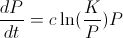 dP/dt = c ln(K/P)P